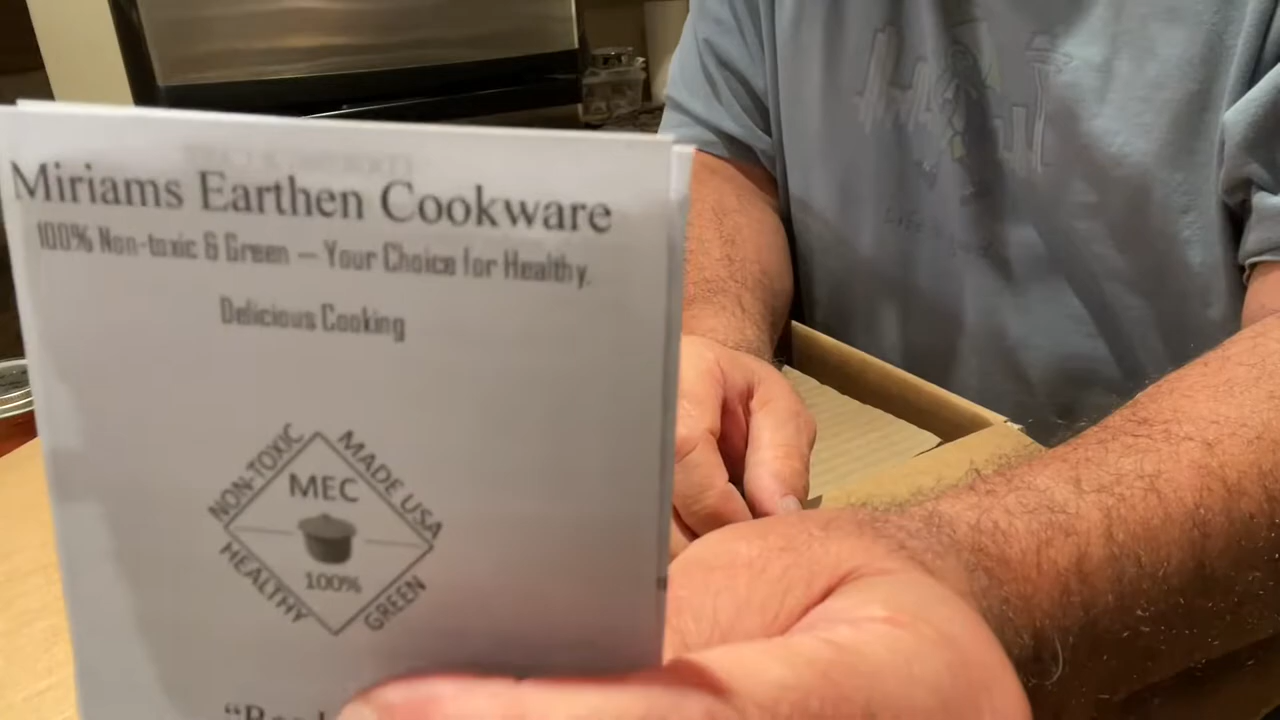 Miriams Earthen Cookware
100% Non-toxic & Green — Your Choice for Healthy,
Delicious Cooking
NON-TOXIC
MADE USA
MEC
100%
HEALTHY
GREEN